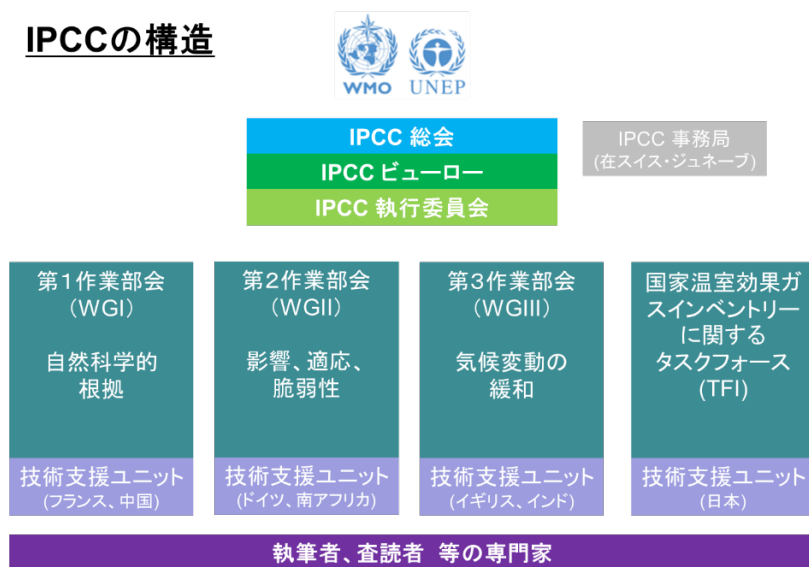 IPCCの構造
WMO
UNEP
IPCC 総会
IPCC ビューロー
IPCC 執行委員会
IPCC 事務局
(在スイス・ジュネーブ)
第1作業部会
(WGI)
自然科学的
根拠
技術支援ユニット
(フランス、中国)
第2作業部会
(WGII)
影響、適応、
脆弱性
技術支援ユニット
(ドイツ、南アフリカ)
第3作業部会
(WGIII)
気候変動の
緩和
技術支援ユニット
(イギリス、インド)
国家温室効果ガ
スインベントリー
に関する
タスクフォース
(TFI)
技術支援ユニット
(日本)
執筆者、査読者 等の専門家